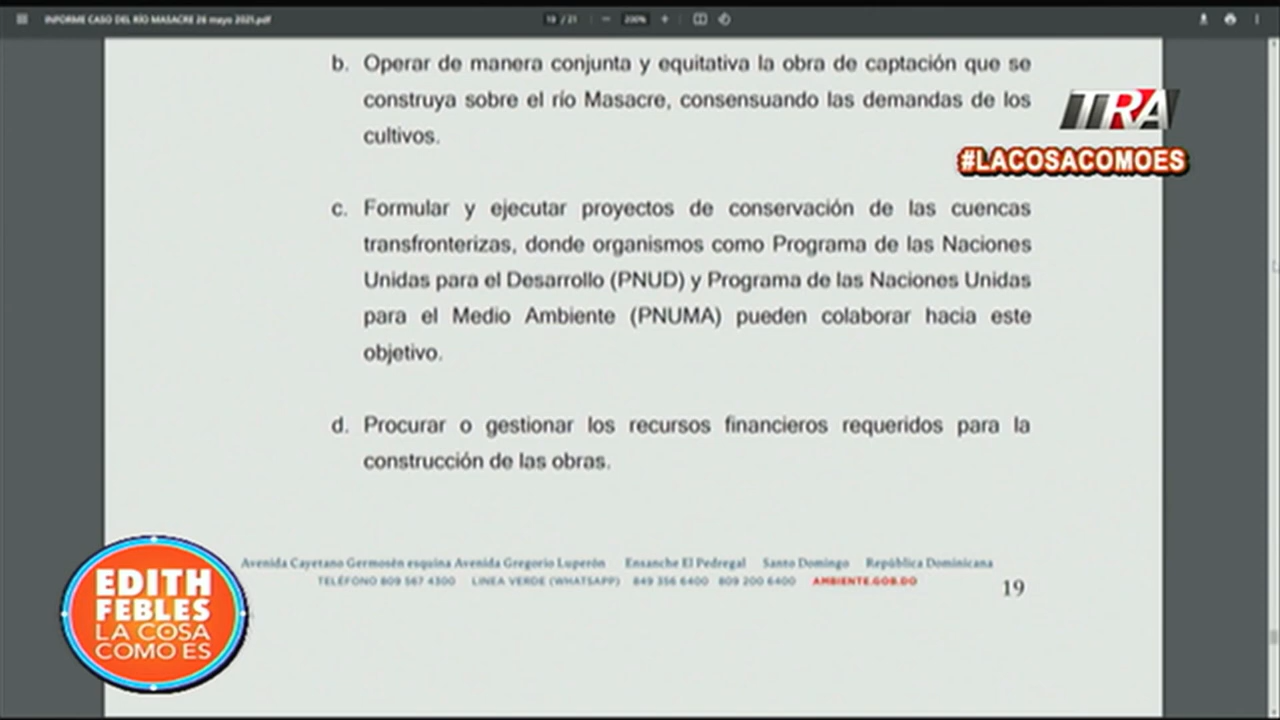 INFORME CASO DEL RÍO MASACRE 26 mayo 2021.pdf
19 / 21
200%
b. Operar de manera conjunta y equitativa la obra de captación que se
construya sobre el río Masacre, consensuando las demandas de los
cultivos.
TRA
#LACOSACOMOES
c. Formular y ejecutar proyectos de conservación de las cuencas
transfronterizas, donde organismos como Programa de las Naciones
Unidas para el Desarrollo (PNUD) y Programa de las Naciones Unidas
para el Medio Ambiente (PNUMA) pueden colaborar hacia este
objetivo.
d. Procurar o gestionar los recursos financieros requeridos para la
construcción de las obras.
Avenida Cayetano Germosén esquina Avenida Gregorio Luperón Ensanche El Pedregal Santo Domingo República Dominicana
TELÉFONO 809 567 4300 LINEA VERDE (WHATSAPP) 849 356 6400 809 200 6400 AMBIENTE.GOB.DO
19
EDITH
FEBLES
LA COSA
COMO ES